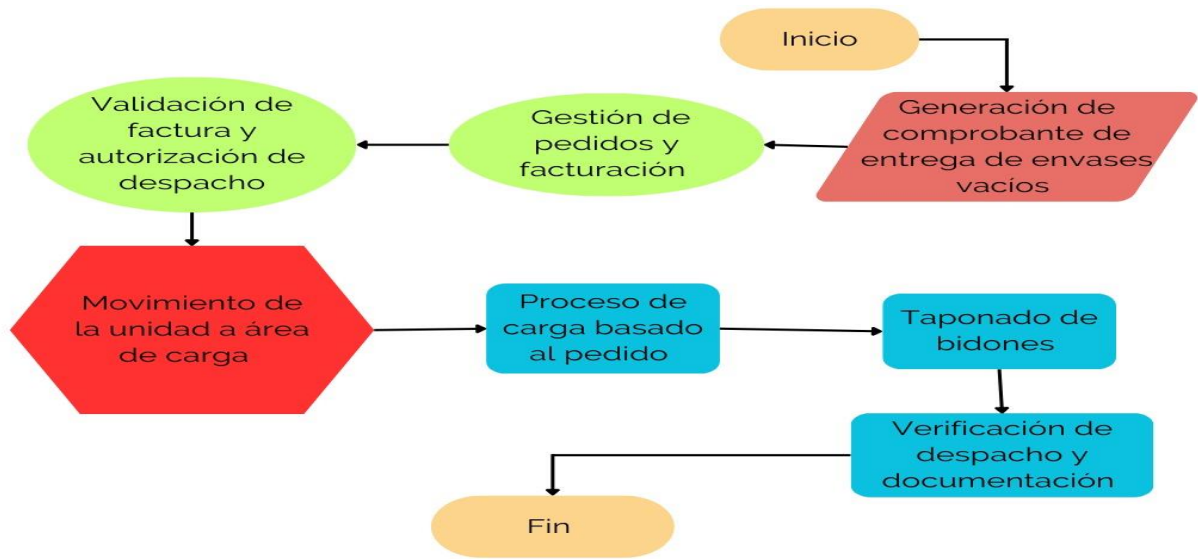 Inicio
Generación de
comprobante de
entrega de envases
vacíos
Gestión de
pedidos y
facturación
Validación de
factura y
autorización de
despacho
Movimiento de
la unidad a área
de carga
Proceso de
carga basado
al pedido
Taponado de
bidones
Verificación de
despacho y
documentación
Fin